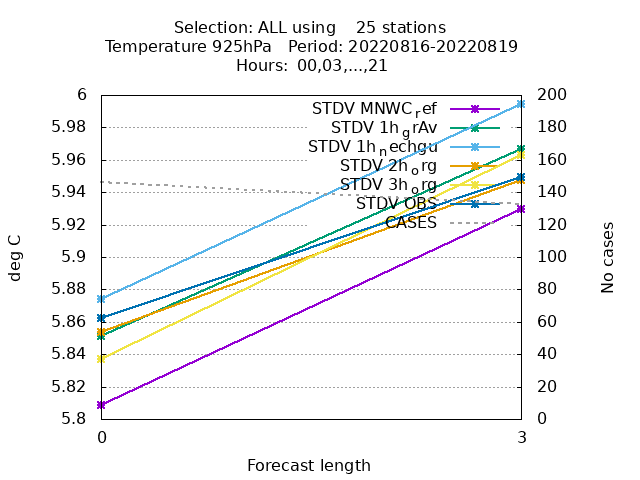 Selection: ALL using 25 stations
Temperature 925hPa Period: 20220816-20220819
Hours: 00,03,...,21
6
5.98
5.96
5.94
5.92
5.9
5.88
5.86
5.84
5.82
5.8
deg C
STDV MNWC_ref
STDV 1h_grAv
STDV 1h_nechgu
STDV 2h_org
STDV 3h_org
STDV OBS
CASES
200
180
160
140
120
100
80
60
40
20
0
No cases
0
3
Forecast length